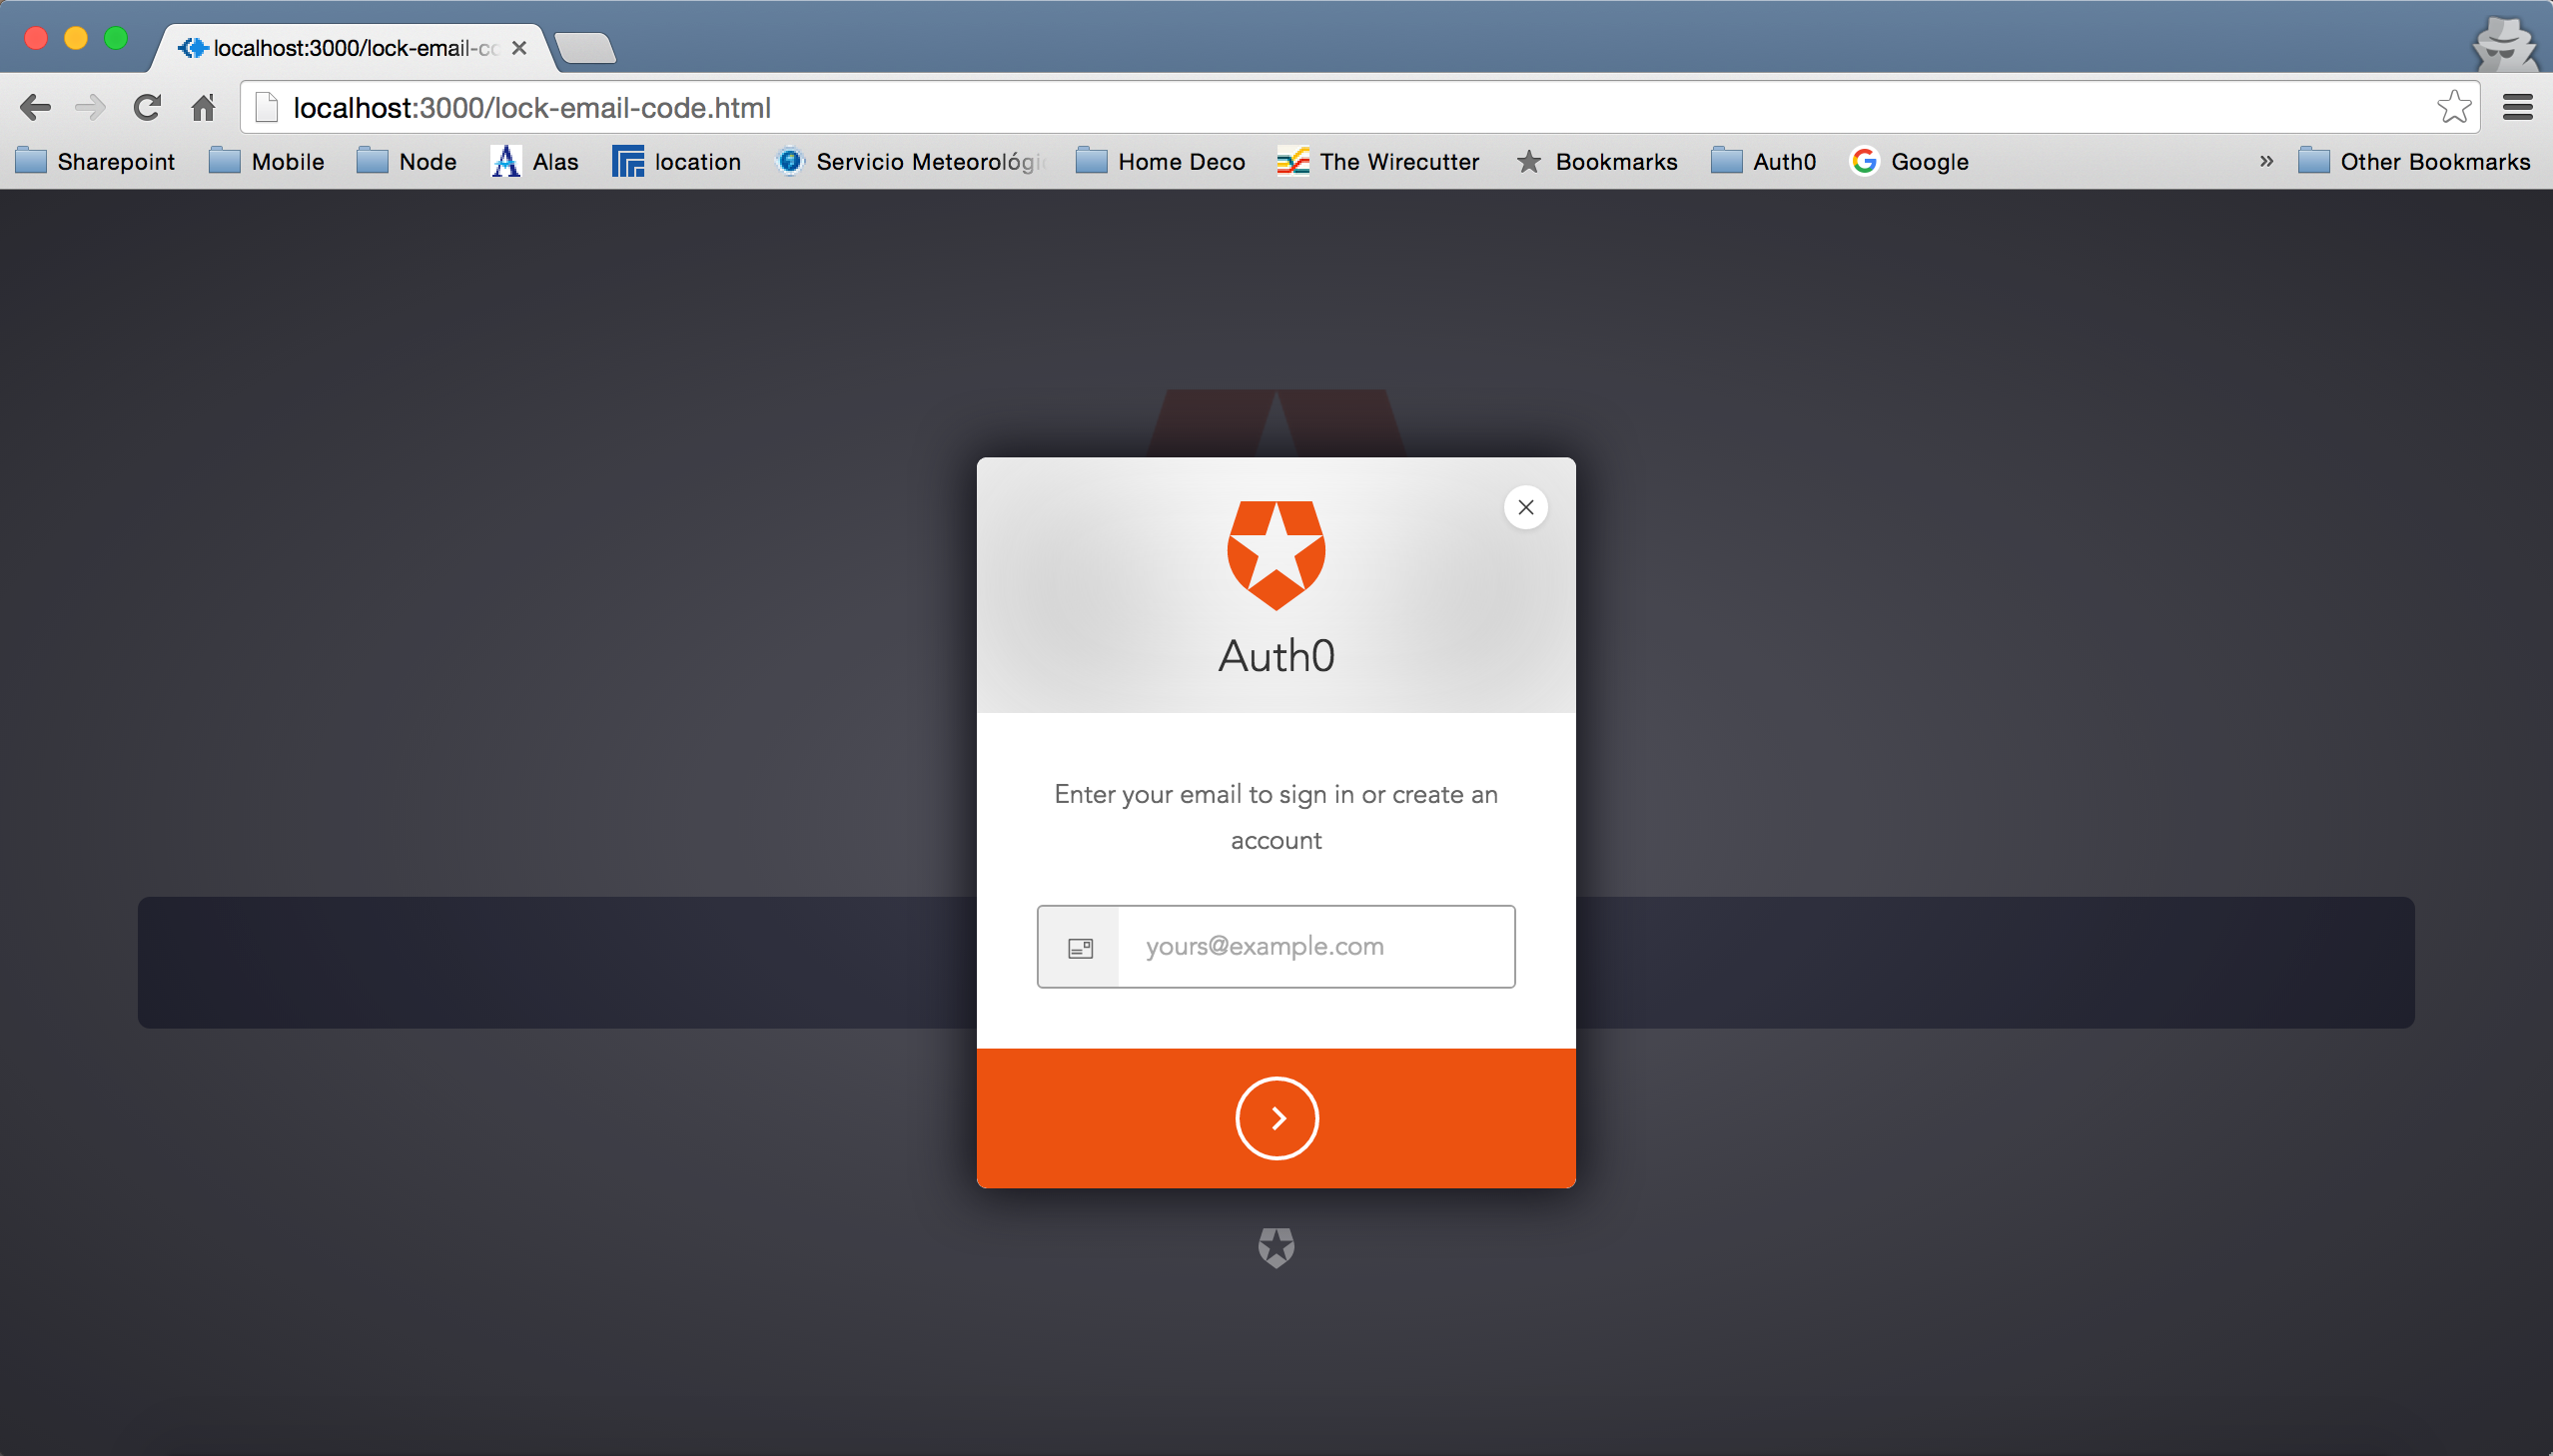 localhost:3000/lock-email-co
localhost:3000/lock-email-code.html
Sharepoint Mobile Node Alas location Servicio Meteorológi Home Deco The Wirecutter Bookmarks Auth0 Google » Other Bookmarks
Auth0
Enter your email to sign in or create an
account
yours@example.com